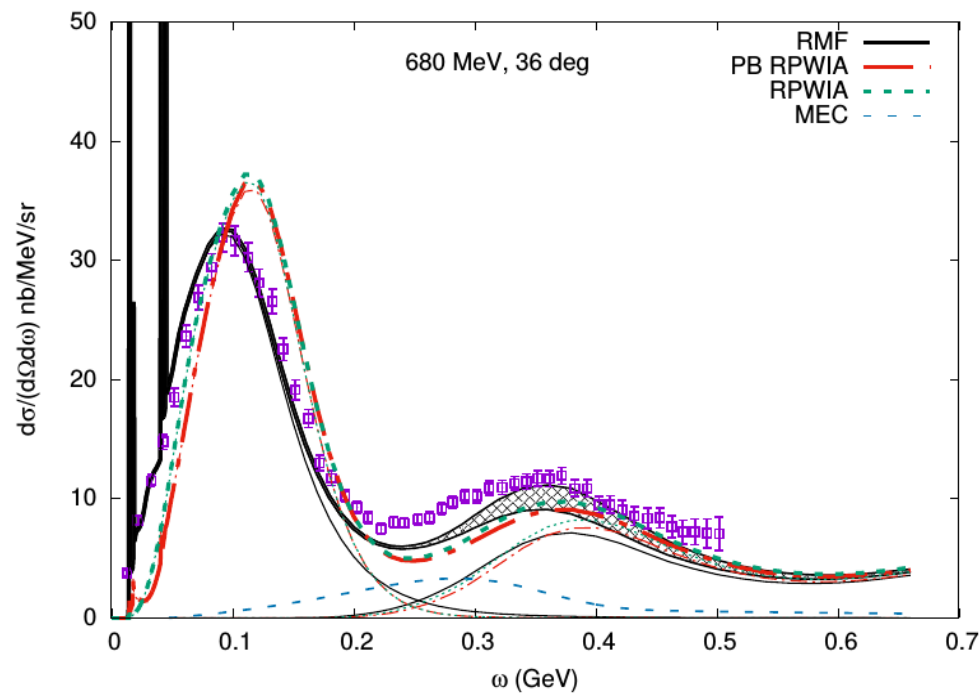 50
40
30
20
10
0
dσ/(dΩdω) nb/MeV/sr
680 MeV, 36 deg
RMF
PB RPWIA
RPWIA
MEC
0
0.1
0.2
0.3
0.4
0.5
0.6
0.7
ω (GeV)